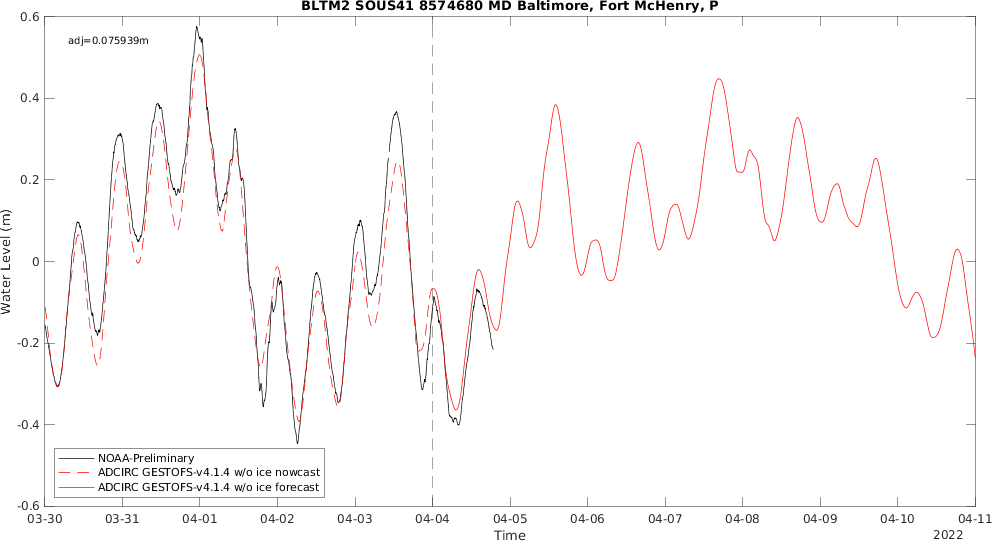 BLTM2 SOUS41 8574680 MD Baltimore, Fort McHenry, P
adj=0.075939m
0.6
0.4
0.2
0
-0.2
-0.4
-0.6
Water Level (m)
NOAA-Preliminary
ADCIRC GESTOFS-v4.1.4 w/o ice nowcast
ADCIRC GESTOFS-v4.1.4 w/o ice forecast
03-30 03-31 04-01 04-02 04-03 04-04 04-05 04-06 04-07 04-08 04-09 04-10 04-11
Time
2022